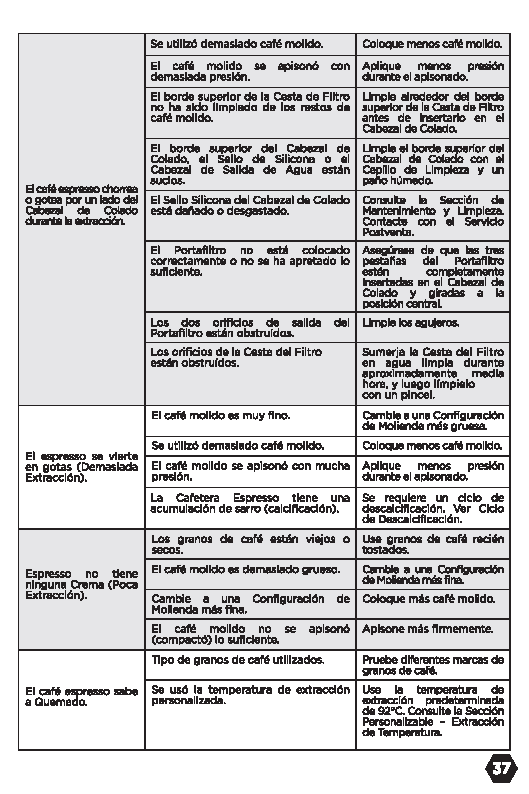 El café espresso chorrea
o gotea por un lado del
Cabezal de Colado
durante la extracción.
Se utilizó demasiado café molido.
Coloque menos café molido.
El café molido se apisonó con
demasiada presión.
Aplique menos presión
durante el apisonado.
El borde superior de la Cesta de Filtro
no ha sido limpiado de los restos de
café molido.
Limpie alrededor del borde
superior de la Cesta de Filtro
antes de insertarlo en el
Cabezal de Colado.
El borde superior del Cabezal de
Colado, el Sello de Silicona o el
Cabezal de Salida de Agua están
sucios.
Limpie el borde superior del
Cabezal de Colado con el
Cepillo de Limpieza y un
paño húmedo.
El Sello Silicona del Cabezal de Colado
está dañado o desgastado.
Consulte la Sección de
Mantenimiento y Limpieza.
Contacte con el Servicio
Postventa.
El Portafiltro no está colocado
correctamente o no se ha apretado lo
suficiente.
Asegúrese de que las tres
pestañas del Portafiltro
estén completamente
insertadas en el Cabezal de
Colado y giradas a la
posición central.
Los dos orificios de salida del
Portafiltro están obstruidos.
Limpie los agujeros.
Los orificios de la Cesta del Filtro
están obstruidos.
Sumerja la Cesta del Filtro
en agua limpia durante
aproximadamente media
hora, y luego límpielo
con un pincel.
El espresso se vierte
en gotas (Demasiada
Extracción).
El café molido es muy fino.
Cambie a una Configuración
de Molienda más gruesa.
Se utilizó demasiado café molido.
Coloque menos café molido.
El café molido se apisonó con mucha
presión.
Aplique menos presión
durante el apisonado.
La Cafetera Espresso tiene una
acumulación de sarro (calcificación).
Se requiere un ciclo de
descalcificación. Ver Ciclo
de Descalcificación.
Espresso no tiene
ninguna Crema (Poca
Extracción).
Los granos de café están viejos o
secos.
Use granos de café recién
tostados.
El café molido es demasiado grueso.
Cambie a una Configuración
de Molienda más fina.
Cambie a una Configuración de
Molienda más fina.
Coloque más café molido.
El café molido no se apisonó
(compactó) lo suficiente.
Apisone más firmemente.
El café espresso sabe
a Quemado.
Tipo de granos de café utilizados.
Pruebe diferentes marcas de
granos de café.
Se usó la temperatura de extracción
personalizada.
Use la temperatura de
extracción predeterminada
de 92°C. Consulte la Sección
Personalizable – Extracción
de Temperatura.
37